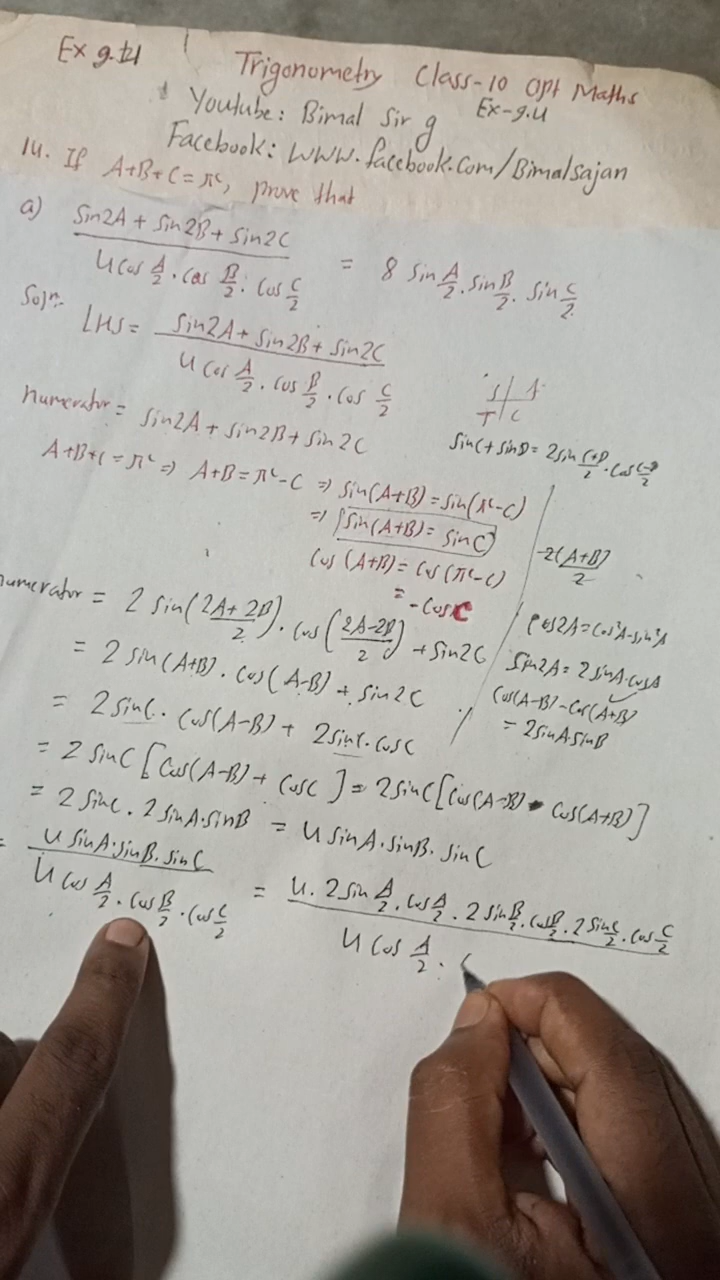 Ex 9.4
Trigonometry Class-10 Opt Maths
Youtube: Bimal Sir g Ex-9.4
Facebook: www.facebook.com/Bimalsajan
14. If A+B+C=π^c, prove that
a) (Sin2A + Sin2B + Sin2C)/(4 Cos A/2 . Cos B/2 . Cos C/2) = 8 Sin A/2 . Sin B/2 . Sin C/2
Soln.
LHS = (Sin2A + Sin2B + Sin2C)/(4 Cos A/2 . Cos B/2 . Cos C/2)
S A
T C
Numerator = Sin2A + Sin2B + Sin2C
SinC + SinD = 2Sin (C+D)/2 . Cos (C-D)/2
A+B+C = π^c ⇒ A+B = π^c - C ⇒ Sin(A+B) = Sin(π^c - C)
⇒ Sin(A+B) = SinC
Cos(A+B) = Cos(π^c - C)
= -CosC
2(A+B)/2
Numerator = 2 Sin((2A+2B)/2) . Cos((2A-2B)/2) + Sin2C
Cos2A = Cos²A - Sin²A
= 2 Sin(A+B) . Cos(A-B) + Sin2C
Sin2A = 2 SinA.CosA
= 2SinC . Cos(A-B) + 2SinC.CosC
Cos(A-B) - Cos(A+B)
= 2SinA.SinB
= 2 SinC [Cos(A-B) + CosC] = 2SinC [Cos(A-B) - Cos(A+B)]
= 2 SinC . 2 SinA.SinB = 4 SinA.SinB.SinC
= (4 SinA.SinB.SinC)/(4 Cos A/2 . Cos B/2 . Cos C/2) = (4 . 2 Sin A/2 . Cos A/2 . 2 Sin B/2 . Cos B/2 . 2 Sin C/2 . Cos C/2)/(4 Cos A/2 . C